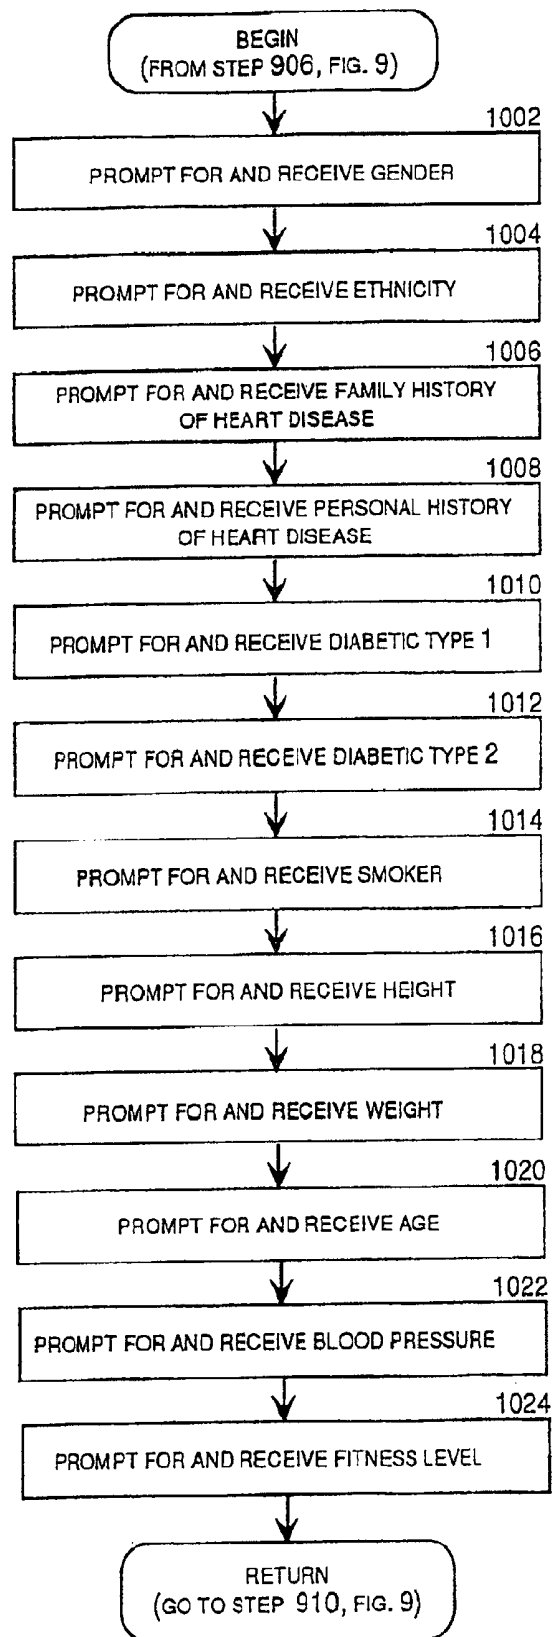 BEGIN
(FROM STEP 906, FIG. 9)
1002
PROMPT FOR AND RECEIVE GENDER
1004
PROMPT FOR AND RECEIVE ETHNICITY
1006
PROMPT FOR AND RECEIVE FAMILY HISTORY
OF HEART DISEASE
1008
PROMPT FOR AND RECEIVE PERSONAL HISTORY
OF HEART DISEASE
1010
PROMPT FOR AND RECEIVE DIABETIC TYPE 1
1012
PROMPT FOR AND RECEIVE DIABETIC TYPE 2
1014
PROMPT FOR AND RECEIVE SMOKER
1016
PROMPT FOR AND RECEIVE HEIGHT
1018
PROMPT FOR AND RECEIVE WEIGHT
1020
PROMPT FOR AND RECEIVE AGE
1022
PROMPT FOR AND RECEIVE BLOOD PRESSURE
1024
PROMPT FOR AND RECEIVE FITNESS LEVEL
RETURN
(GO TO STEP 910, FIG. 9)